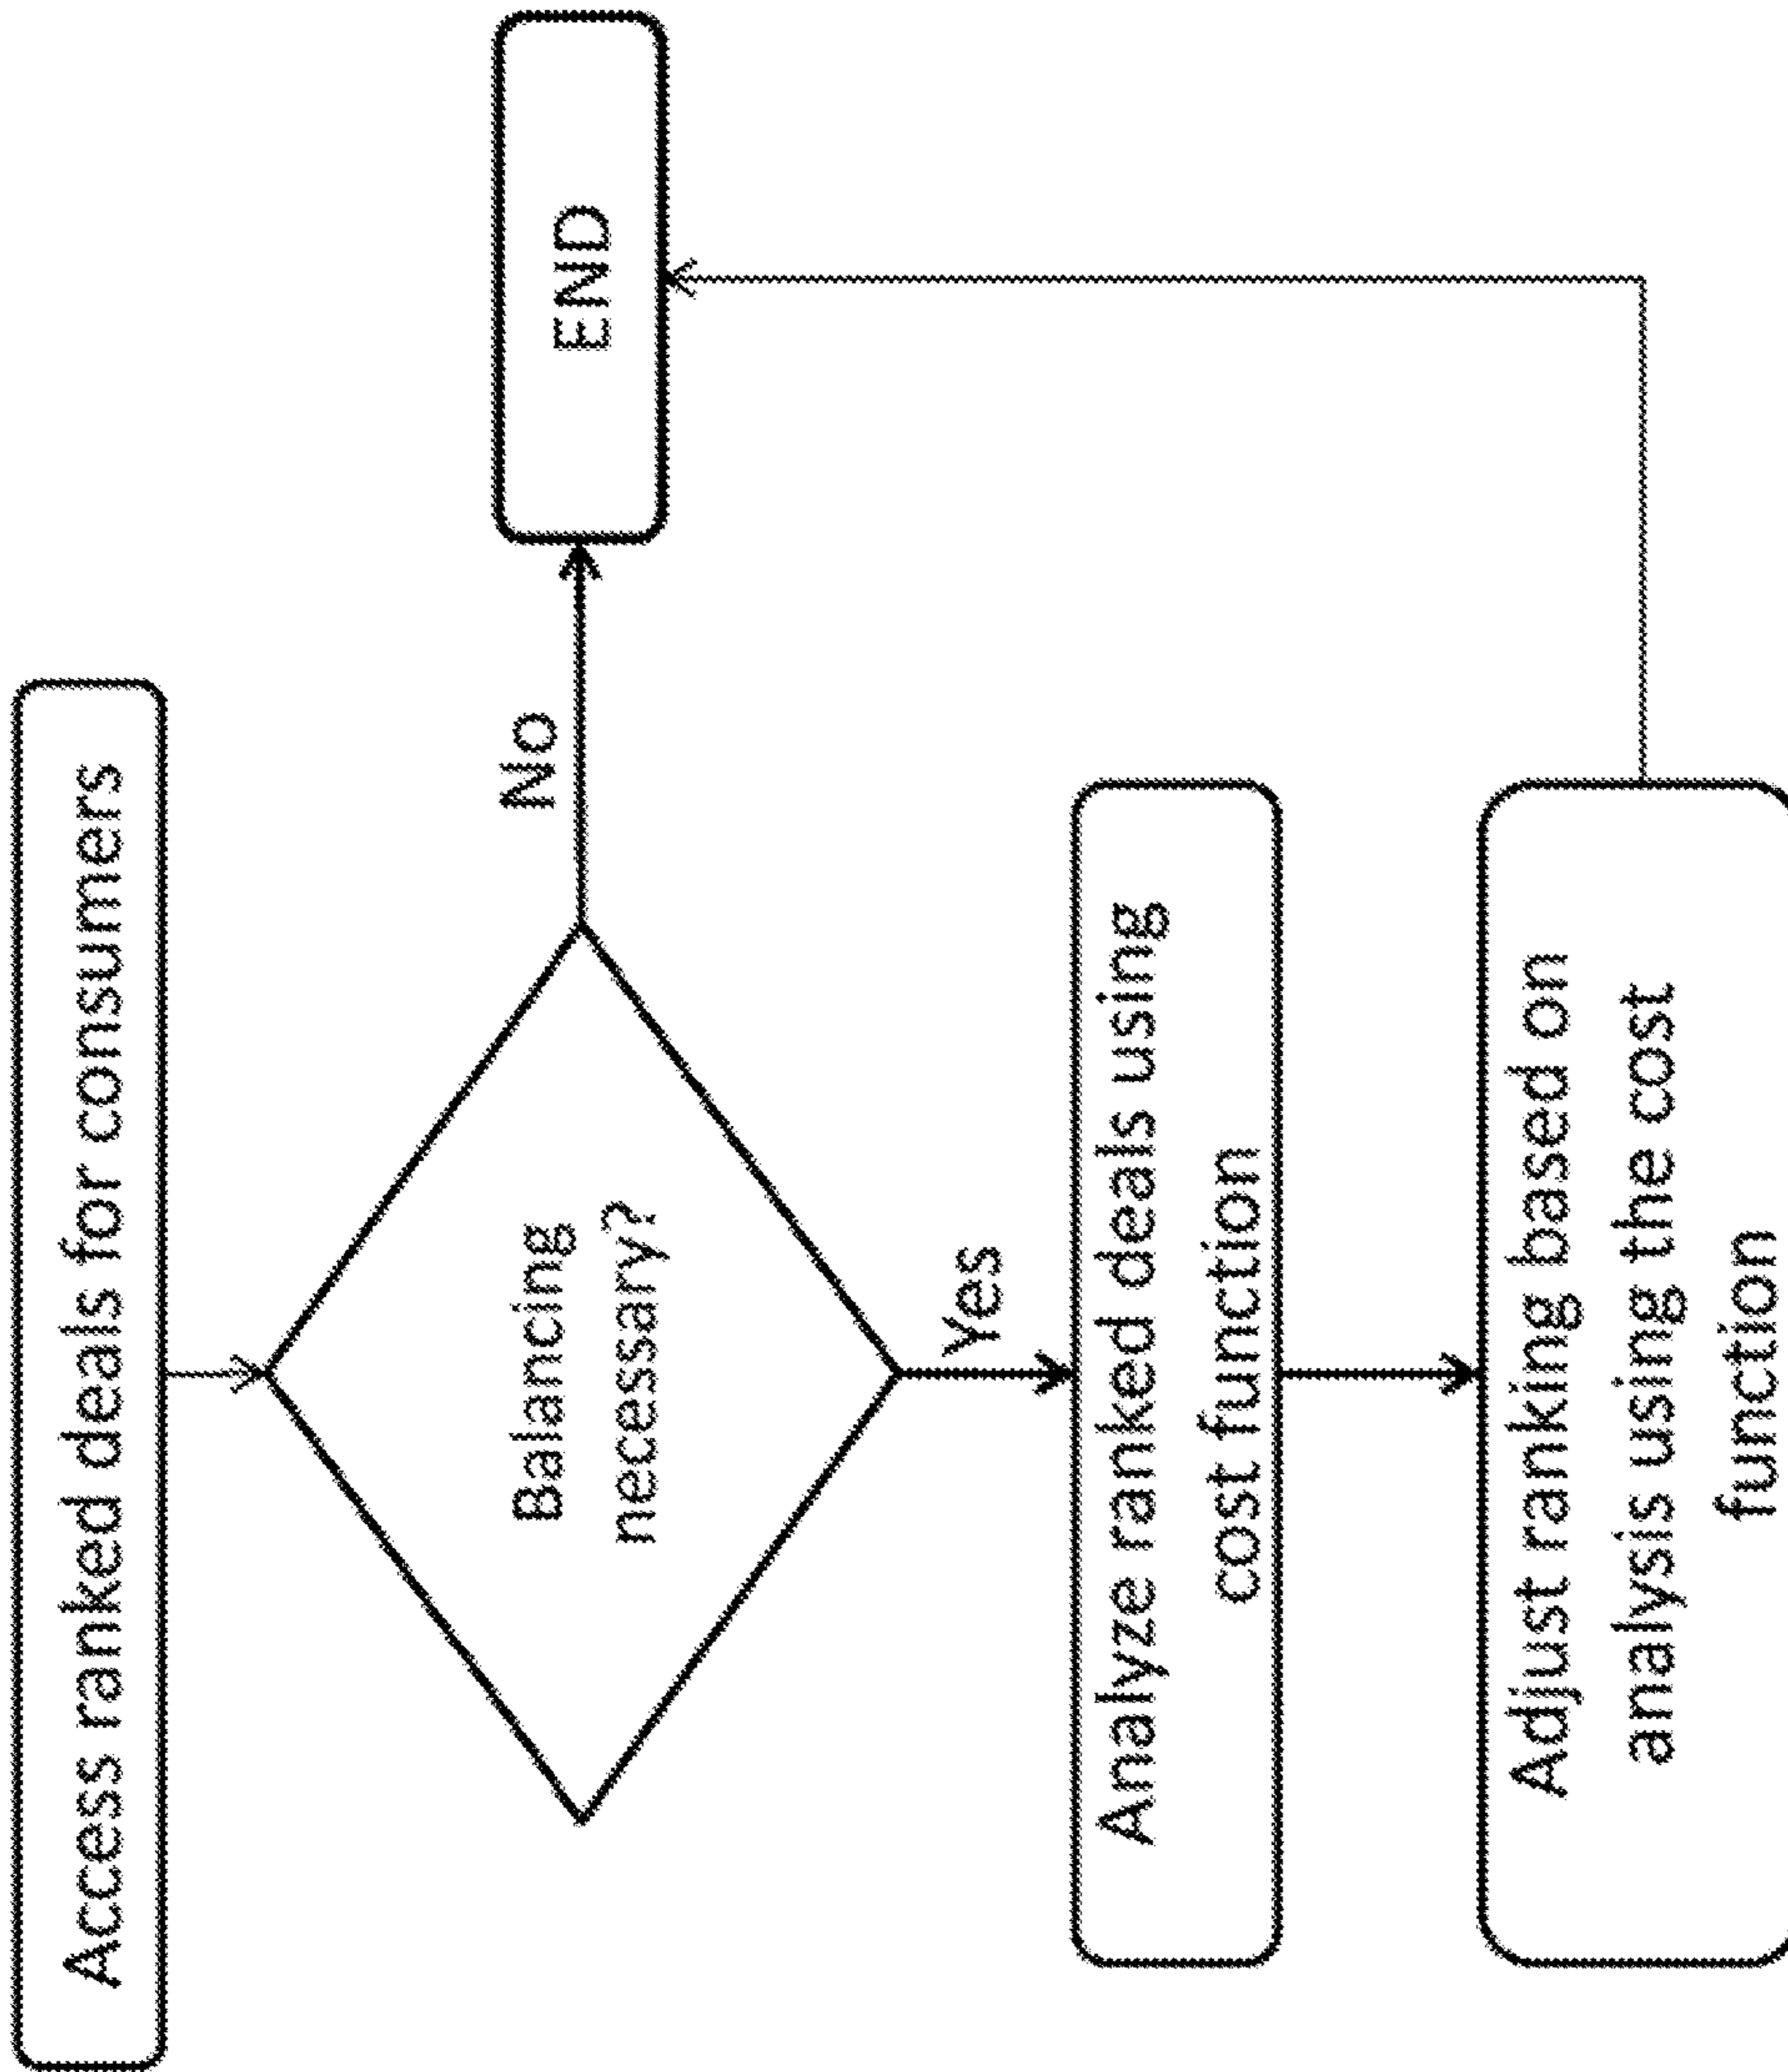 Access ranked deals for consumers
Balancing
necessary?
No
END
Yes
Analyze ranked deals using
cost function
Adjust ranking based on
analysis using the cost
function